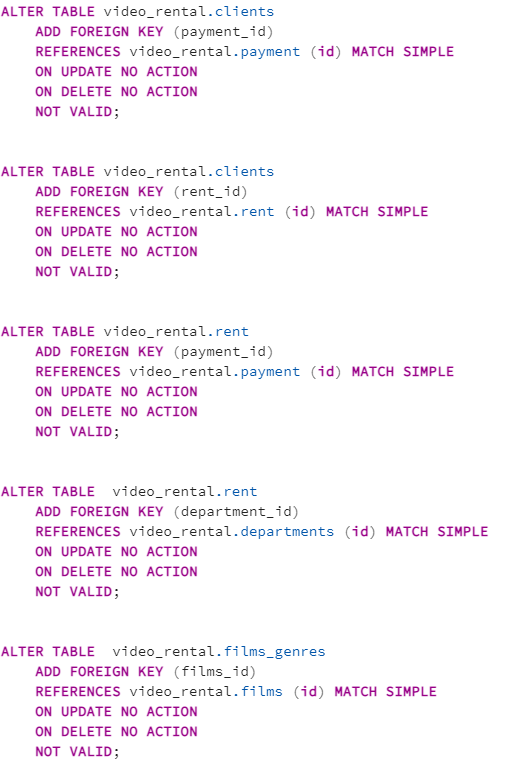 ALTER TABLE video_rental.clients
    ADD FOREIGN KEY (payment_id)
    REFERENCES video_rental.payment (id) MATCH SIMPLE
    ON UPDATE NO ACTION
    ON DELETE NO ACTION
    NOT VALID;

ALTER TABLE video_rental.clients
    ADD FOREIGN KEY (rent_id)
    REFERENCES video_rental.rent (id) MATCH SIMPLE
    ON UPDATE NO ACTION
    ON DELETE NO ACTION
    NOT VALID;

ALTER TABLE video_rental.rent
    ADD FOREIGN KEY (payment_id)
    REFERENCES video_rental.payment (id) MATCH SIMPLE
    ON UPDATE NO ACTION
    ON DELETE NO ACTION
    NOT VALID;

ALTER TABLE  video_rental.rent
    ADD FOREIGN KEY (department_id)
    REFERENCES video_rental.departments (id) MATCH SIMPLE
    ON UPDATE NO ACTION
    ON DELETE NO ACTION
    NOT VALID;

ALTER TABLE  video_rental.films_genres
    ADD FOREIGN KEY (films_id)
    REFERENCES video_rental.films (id) MATCH SIMPLE
    ON UPDATE NO ACTION
    ON DELETE NO ACTION
    NOT VALID;